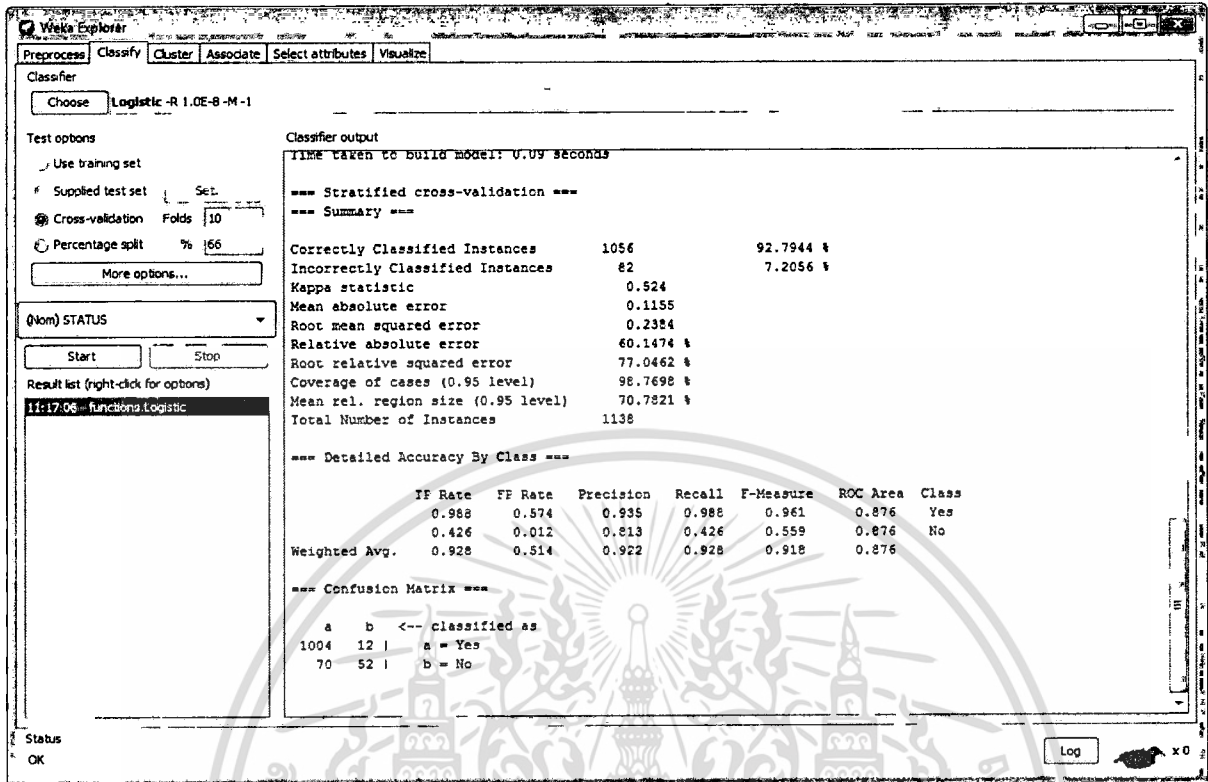 Weka Explorer
Preprocess Classify Cluster Associate Select attributes Visualize
Classifier
Choose Logistic -R 1.0E-8 -M -1
Test options
Use training set
Supplied test set Set.
Cross-validation Folds 10
Percentage split % 66
More options...
(Nom) STATUS
Start Stop
Result list (right-click for options)
11:17:06 - functions.Logistic
Classifier output
Time taken to build model: 0.09 seconds
=== Stratified cross-validation ===
=== Summary ===
Correctly Classified Instances 1056 92.7944 %
Incorrectly Classified Instances 82 7.2056 %
Kappa statistic 0.524
Mean absolute error 0.1155
Root mean squared error 0.2384
Relative absolute error 60.1474 %
Root relative squared error 77.0462 %
Coverage of cases (0.95 level) 98.7698 %
Mean rel. region size (0.95 level) 70.7821 %
Total Number of Instances 1138
=== Detailed Accuracy By Class ===
TP Rate FP Rate Precision Recall F-Measure ROC Area Class
0.988 0.574 0.935 0.988 0.961 0.876 Yes
0.426 0.012 0.813 0.426 0.559 0.876 No
Weighted Avg. 0.928 0.514 0.922 0.928 0.918 0.876
=== Confusion Matrix ===
a b <-- classified as
1004 12 | a = Yes
70 52 | b = No
Status
OK
Log
x 0